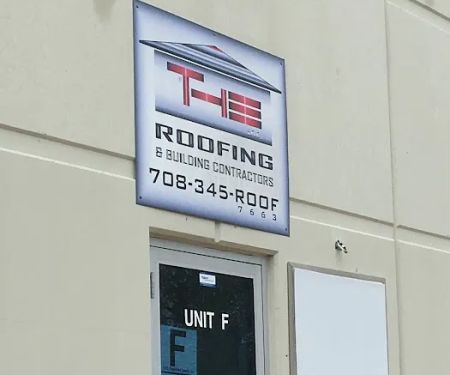 THE
ROOFING
& BUILDING CONTRACTORS
708-345-ROOF
7663
UNIT F
F